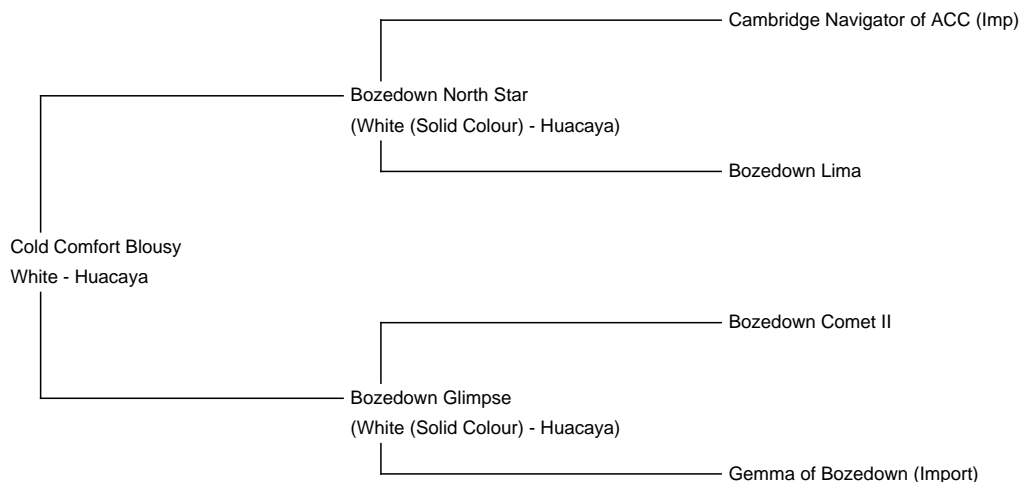 Cambridge Navigator of ACC (Imp)
Bozedown North Star
(White (Solid Colour) - Huacaya)
Bozedown Lima
Cold Comfort Blousy
White - Huacaya
Bozedown Comet II
Bozedown Glimpse
(White (Solid Colour) - Huacaya)
Gemma of Bozedown (Import)